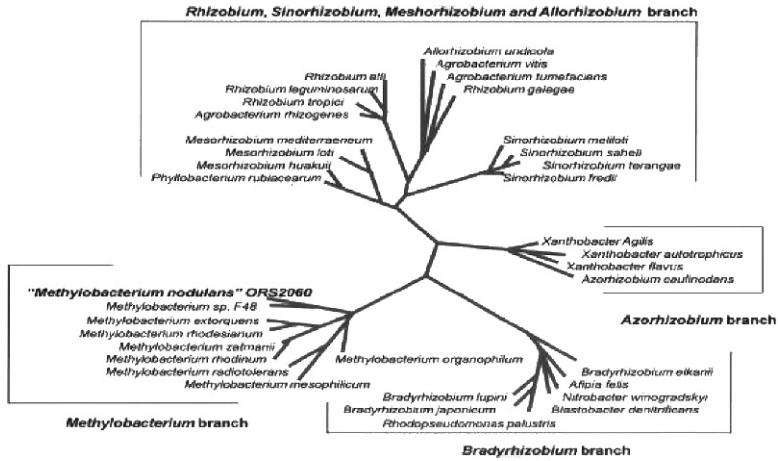 Rhizobium, Sinorhizobium, Meshorhizobium and Allorhizobium branch
Allorhizobium undicola
Agrobacterium vitis
Agrobacterium tumefacians
Rhizobium galegae
Rhizobium etli
Rhizobium leguminosarum
Rhizobium tropici
Agrobacterium rhizogenes
Mesorhizobium mediterraeneum
Mesorhizobium loti
Mesorhizobium huakuii
Phyllobacterium rubiacearum
Sinorhizobium meliloti
Sinorhizobium saheli
Sinorhizobium terangae
Sinorhizobium fredii
Xanthobacter Agilis
Xanthobacter autotrophicus
Xanthobacter flavus
Azorhizobium caulinodans
Azorhizobium branch
"Methylobacterium nodulans" ORS2060
Methylobacterium sp. F48
Methylobacterium extorquens
Methylobacterium rhodesianum
Methylobacterium zatmanii
Methylobacterium rhodinum
Methylobacterium radiotolerans
Methylobacterium mesophilicum
Methylobacterium organophilum
Methylobacterium branch
Bradyrhizobium elkanii
Afipia felis
Nitrobacter winogradskyi
Blastobacter denitrificans
Bradyrhizobium lupini
Bradyrhizobium japonicum
Rhodopseudomonas palustris
Bradyrhizobium branch